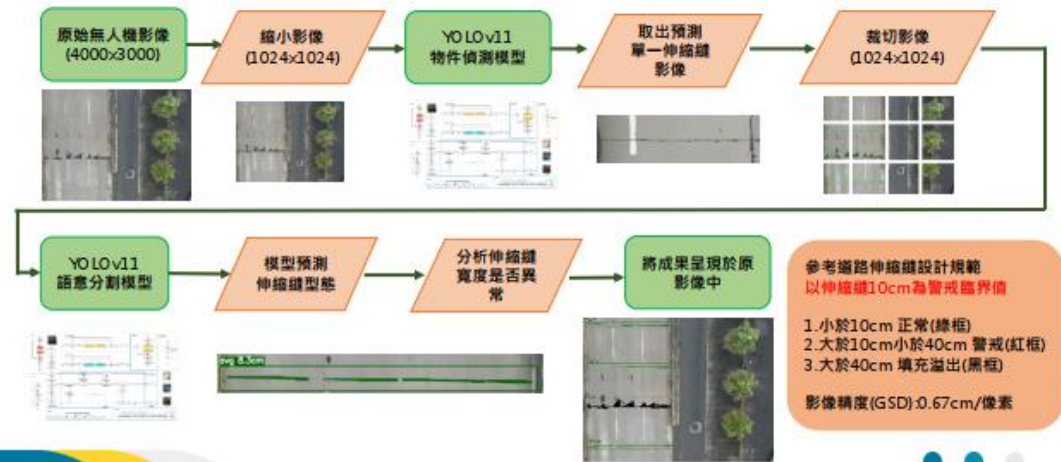 原始無人機影像
(4000x3000)
縮小影像
(1024x1024)
YOLOv11
物件偵測模型
取出預測
單一伸縮縫
影像
裁切影像
(1024x1024)
YOLOv11
語意分割模型
模型預測
伸縮縫型態
分析伸縮縫
寬度是否異
常
將成果呈現於原
影像中
avg 8.3cm
參考道路伸縮縫設計規範
以伸縮縫10cm為警戒臨界值
1.小於10cm 正常(綠框)
2.大於10cm小於40cm 警戒(紅框)
3.大於40cm 填充溢出(黑框)
影像精度(GSD):0.67cm/像素